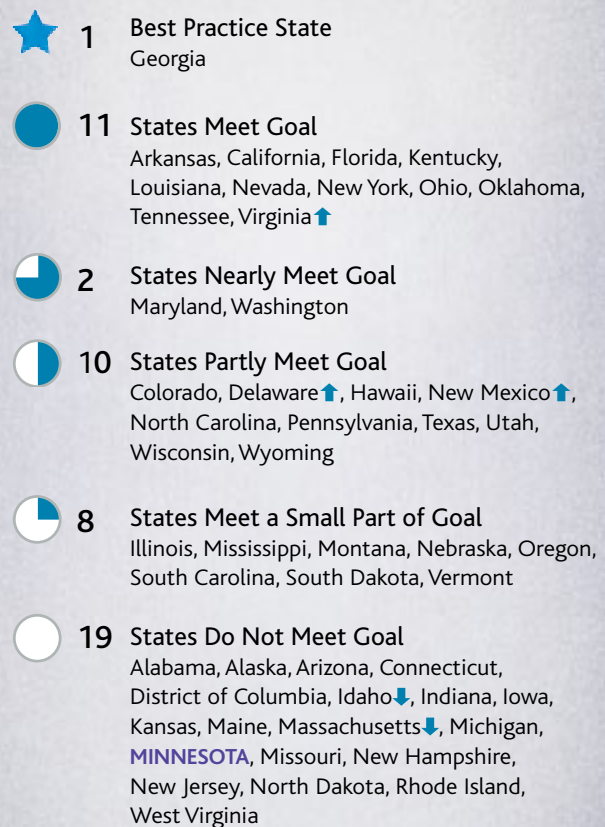 1 Best Practice State
Georgia
11 States Meet Goal
Arkansas, California, Florida, Kentucky,
Louisiana, Nevada, New York, Ohio, Oklahoma,
Tennessee, Virginia⬆
2 States Nearly Meet Goal
Maryland, Washington
10 States Partly Meet Goal
Colorado, Delaware⬆, Hawaii, New Mexico⬆,
North Carolina, Pennsylvania, Texas, Utah,
Wisconsin, Wyoming
8 States Meet a Small Part of Goal
Illinois, Mississippi, Montana, Nebraska, Oregon,
South Carolina, South Dakota, Vermont
19 States Do Not Meet Goal
Alabama, Alaska, Arizona, Connecticut,
District of Columbia, Idaho⬇, Indiana, Iowa,
Kansas, Maine, Massachusetts⬇, Michigan,
MINNESOTA, Missouri, New Hampshire,
New Jersey, North Dakota, Rhode Island,
West Virginia